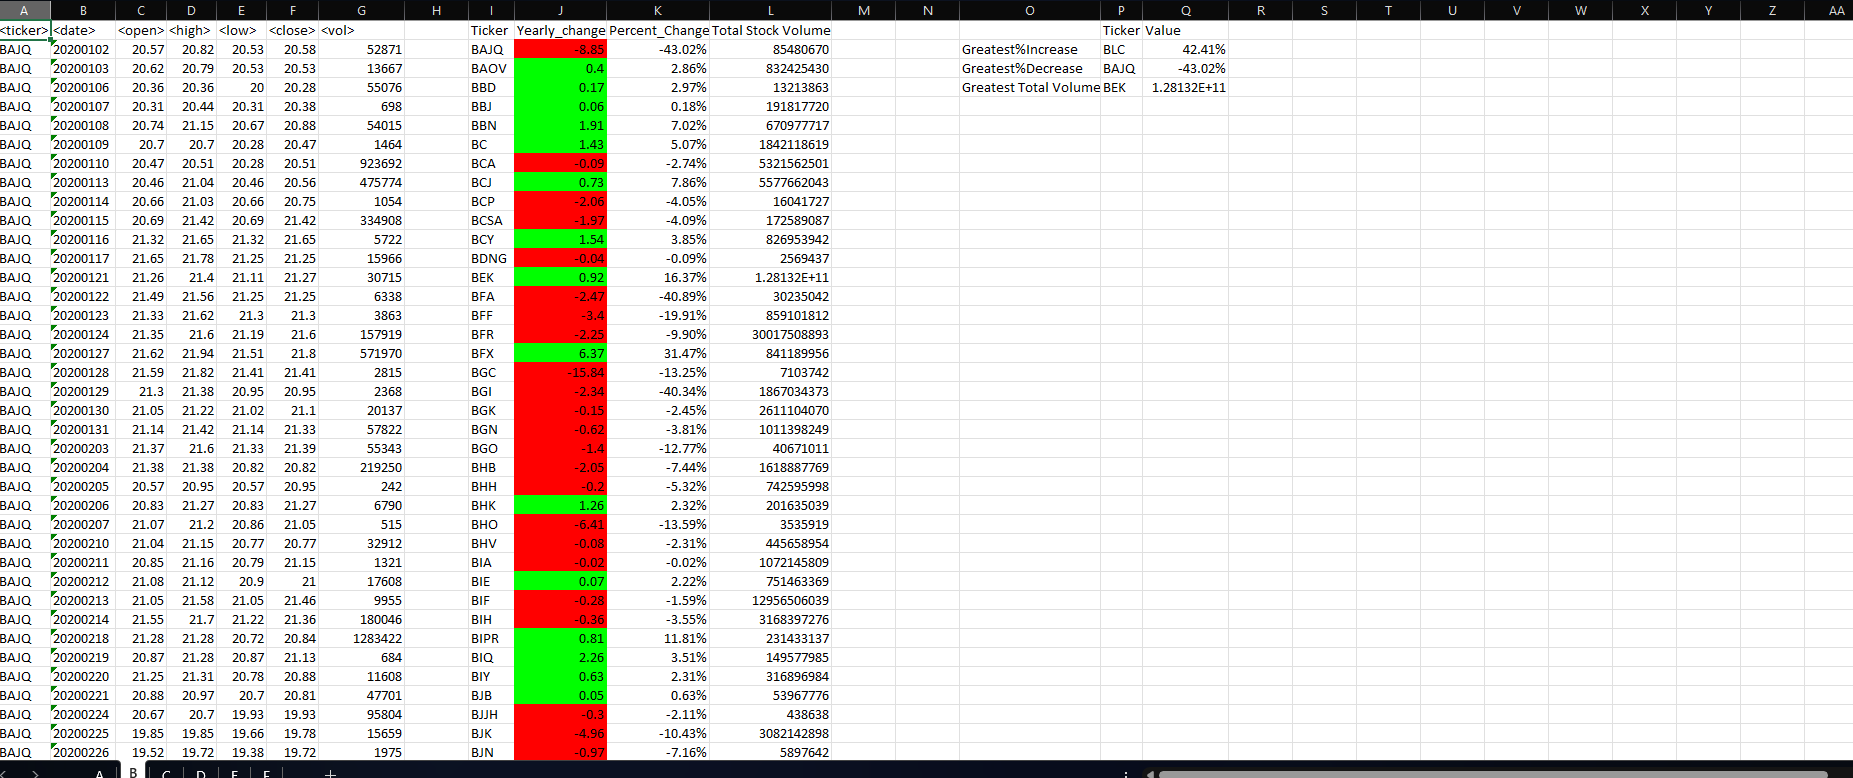 A B C D E F G H I J K L M N O P Q R S T U V W X Y Z AA
<ticker> <date> <open> <high> <low> <close> <vol> Ticker Yearly_change Percent_Change Total Stock Volume Ticker Value
BAJQ 20200102 20.57 20.82 20.53 20.58 52871 BAJQ -8.85 -43.02% 85480670 Greatest%Increase BLC 42.41%
BAJQ 20200103 20.62 20.79 20.53 20.53 13667 BAOV 0.4 2.86% 832425430 Greatest%Decrease BAJQ -43.02%
BAJQ 20200106 20.36 20.36 20 20.28 55076 BBD 0.17 2.97% 13213863 Greatest Total Volume BEK 1.28132E+11
BAJQ 20200107 20.31 20.44 20.31 20.38 698 BBJ 0.06 0.18% 191817720
BAJQ 20200108 20.74 21.15 20.67 20.88 54015 BBN 1.91 7.02% 670977717
BAJQ 20200109 20.7 20.7 20.28 20.47 1464 BC 1.43 5.07% 1842118619
BAJQ 20200110 20.47 20.51 20.28 20.51 923692 BCA -0.09 -2.74% 5321562501
BAJQ 20200113 20.46 21.04 20.46 20.56 475774 BCJ 0.73 7.86% 5577662043
BAJQ 20200114 20.66 21.03 20.66 20.75 1054 BCP -2.06 -4.05% 16041727
BAJQ 20200115 20.69 21.42 20.69 21.42 334908 BCSA -1.97 -4.09% 172589087
BAJQ 20200116 21.32 21.65 21.32 21.65 5722 BCY 1.54 3.85% 826953942
BAJQ 20200117 21.65 21.78 21.25 21.25 15966 BDNG -0.04 -0.09% 2569437
BAJQ 20200121 21.26 21.4 21.11 21.27 30715 BEK 0.92 16.37% 1.28132E+11
BAJQ 20200122 21.49 21.56 21.25 21.25 6338 BFA -2.47 -40.89% 30235042
BAJQ 20200123 21.33 21.62 21.3 21.3 3863 BFF -3.4 -19.91% 859101812
BAJQ 20200124 21.35 21.6 21.19 21.6 157919 BFR -2.25 -9.90% 30017508893
BAJQ 20200127 21.62 21.94 21.51 21.8 571970 BFX 6.37 31.47% 841189956
BAJQ 20200128 21.59 21.82 21.41 21.41 2815 BGC -15.84 -13.25% 7103742
BAJQ 20200129 21.3 21.38 20.95 20.95 2368 BGI -2.34 -40.34% 1867034373
BAJQ 20200130 21.05 21.22 21.02 21.1 20137 BGK -0.15 -2.45% 2611104070
BAJQ 20200131 21.14 21.42 21.14 21.33 57822 BGN -0.62 -3.81% 1011398249
BAJQ 20200203 21.37 21.6 21.33 21.39 55343 BGO -1.4 -12.77% 40671011
BAJQ 20200204 21.38 21.38 20.82 20.82 219250 BHB -2.05 -7.44% 1618887769
BAJQ 20200205 20.57 20.95 20.57 20.95 242 BHH -0.2 -5.32% 742595998
BAJQ 20200206 20.83 21.27 20.83 21.27 6790 BHK 1.26 2.32% 201635039
BAJQ 20200207 21.07 21.2 20.86 21.05 515 BHO -6.41 -13.59% 3535919
BAJQ 20200210 21.04 21.15 20.77 20.77 32912 BHV -0.08 -2.31% 445658954
BAJQ 20200211 20.85 21.16 20.79 21.15 1321 BIA -0.02 -0.02% 1072145809
BAJQ 20200212 21.08 21.12 20.9 21 17608 BIE 0.07 2.22% 751463369
BAJQ 20200213 21.05 21.58 21.05 21.46 9955 BIF -0.28 -1.59% 12956506039
BAJQ 20200214 21.55 21.7 21.22 21.36 180046 BIH -0.36 -3.55% 3168397276
BAJQ 20200218 21.28 21.28 20.72 20.84 1283422 BIPR 0.81 11.81% 231433137
BAJQ 20200219 20.87 21.28 20.87 21.13 684 BIQ 2.26 3.51% 149577985
BAJQ 20200220 21.25 21.31 20.78 20.88 11608 BIY 0.63 2.31% 316896984
BAJQ 20200221 20.88 20.97 20.7 20.81 47701 BJB 0.05 0.63% 53967776
BAJQ 20200224 20.67 20.7 19.93 19.93 95804 BJJH -0.3 -2.11% 438638
BAJQ 20200225 19.85 19.85 19.66 19.78 15659 BJK -4.96 -10.43% 3082142898
BAJQ 20200226 19.52 19.72 19.38 19.72 1975 BJN -0.97 -7.16% 5897642
A B C D E F +